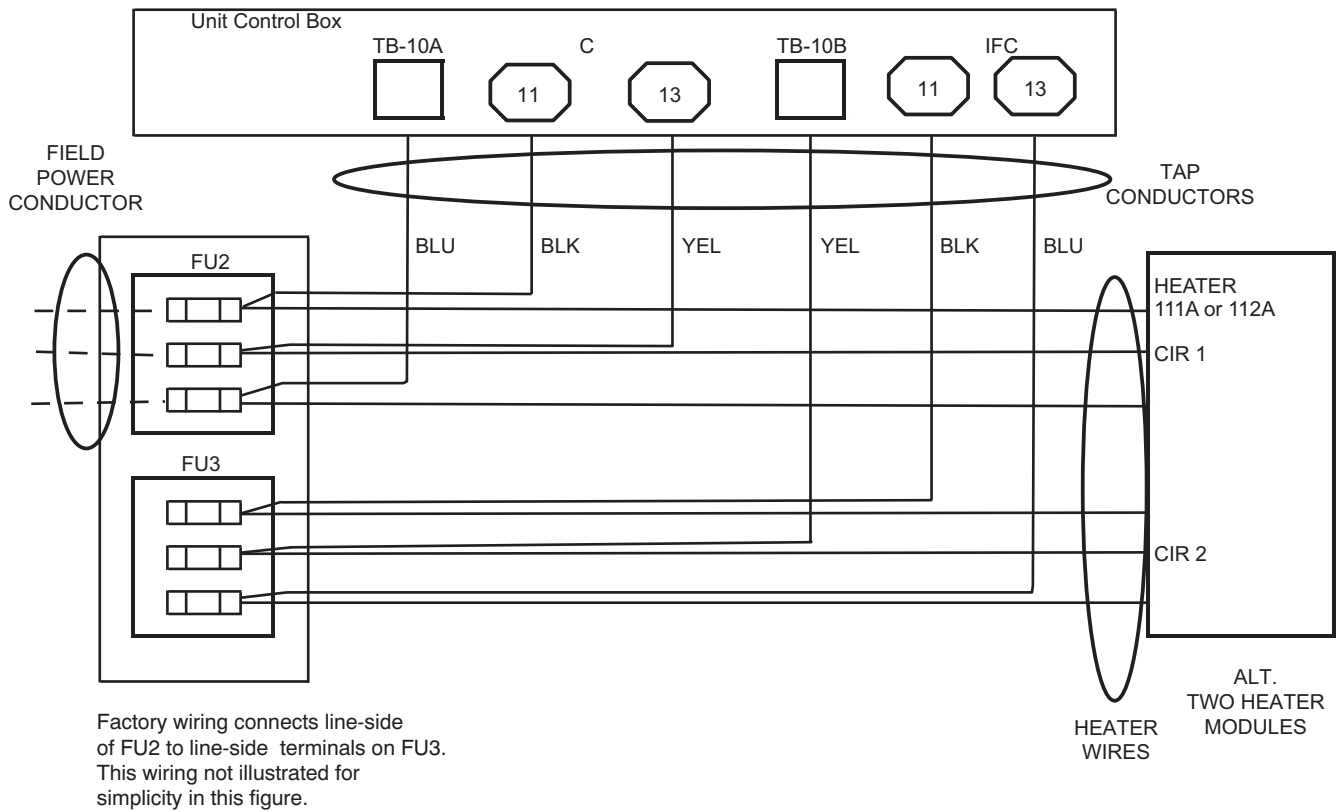 Unit Control Box
TB-10A
C
TB-10B
IFC
11
13
11
13
FIELD
POWER
CONDUCTOR
TAP
CONDUCTORS
BLU
BLK
YEL
YEL
BLK
BLU
FU2
HEATER
111A or 112A
CIR 1
FU3
CIR 2
ALT.
TWO HEATER
MODULES
HEATER
WIRES
Factory wiring connects line-side
of FU2 to line-side terminals on FU3.
This wiring not illustrated for
simplicity in this figure.